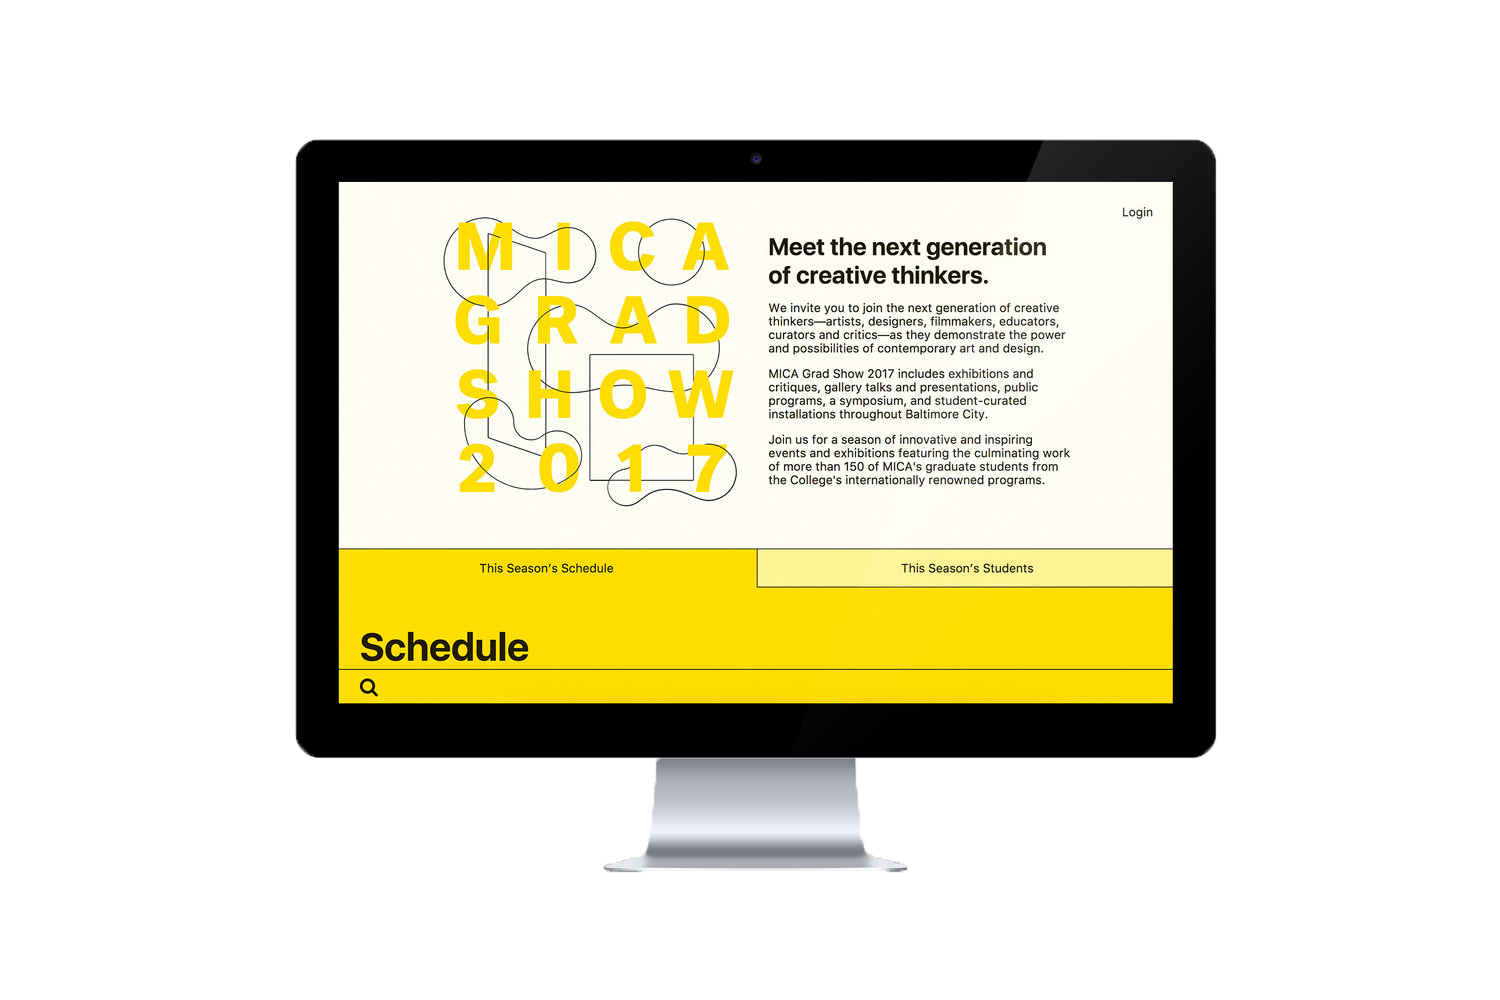 MICA
GRAD
SHOW
2017
Login
Meet the next generation
of creative thinkers.
We invite you to join the next generation of creative
thinkers—artists, designers, filmmakers, educators,
curators and critics—as they demonstrate the power
and possibilities of contemporary art and design.
MICA Grad Show 2017 includes exhibitions and
critiques, gallery talks and presentations, public
programs, a symposium, and student-curated
installations throughout Baltimore City.
Join us for a season of innovative and inspiring
events and exhibitions featuring the culminating work
of more than 150 of MICA's graduate students from
the College's internationally renowned programs.
This Season’s Schedule
This Season’s Students
Schedule